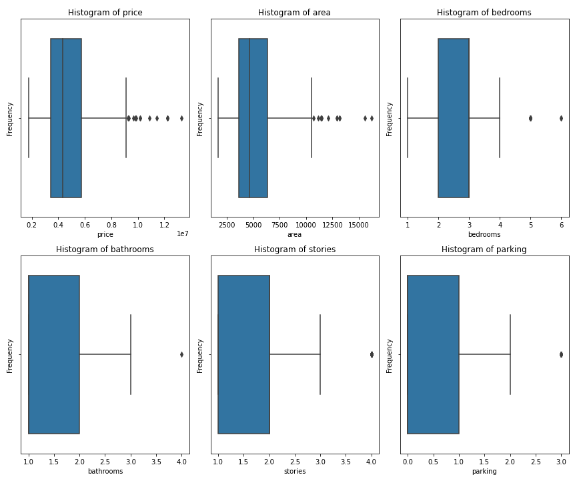 Histogram of price
Histogram of area
Histogram of bedrooms
Frequency
Frequency
Frequency
0.2 0.4 0.6 0.8 1.0 1.2
1e7
price
2500 5000 7500 10000 12500 15000
area
1 2 3 4 5 6
bedrooms
Histogram of bathrooms
Histogram of stories
Histogram of parking
Frequency
Frequency
Frequency
1.0 1.5 2.0 2.5 3.0 3.5 4.0
bathrooms
1.0 1.5 2.0 2.5 3.0 3.5 4.0
stories
0.0 0.5 1.0 1.5 2.0 2.5 3.0
parking